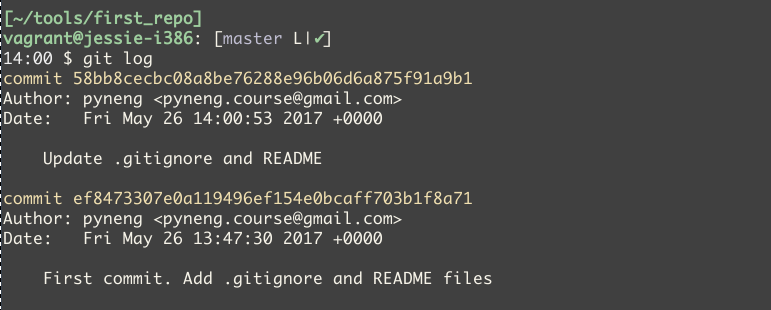 [~/tools/first_repo]
vagrant@jessie-i386: [master L|✔]
14:00 $ git log
commit 58bb8cecbc08a8be76288e96b06d6a875f91a9b1
Author: pyneng <pyneng.course@gmail.com>
Date:   Fri May 26 14:00:53 2017 +0000

    Update .gitignore and README

commit ef8473307e0a119496ef154e0bcaff703b1f8a71
Author: pyneng <pyneng.course@gmail.com>
Date:   Fri May 26 13:47:30 2017 +0000

    First commit. Add .gitignore and README files